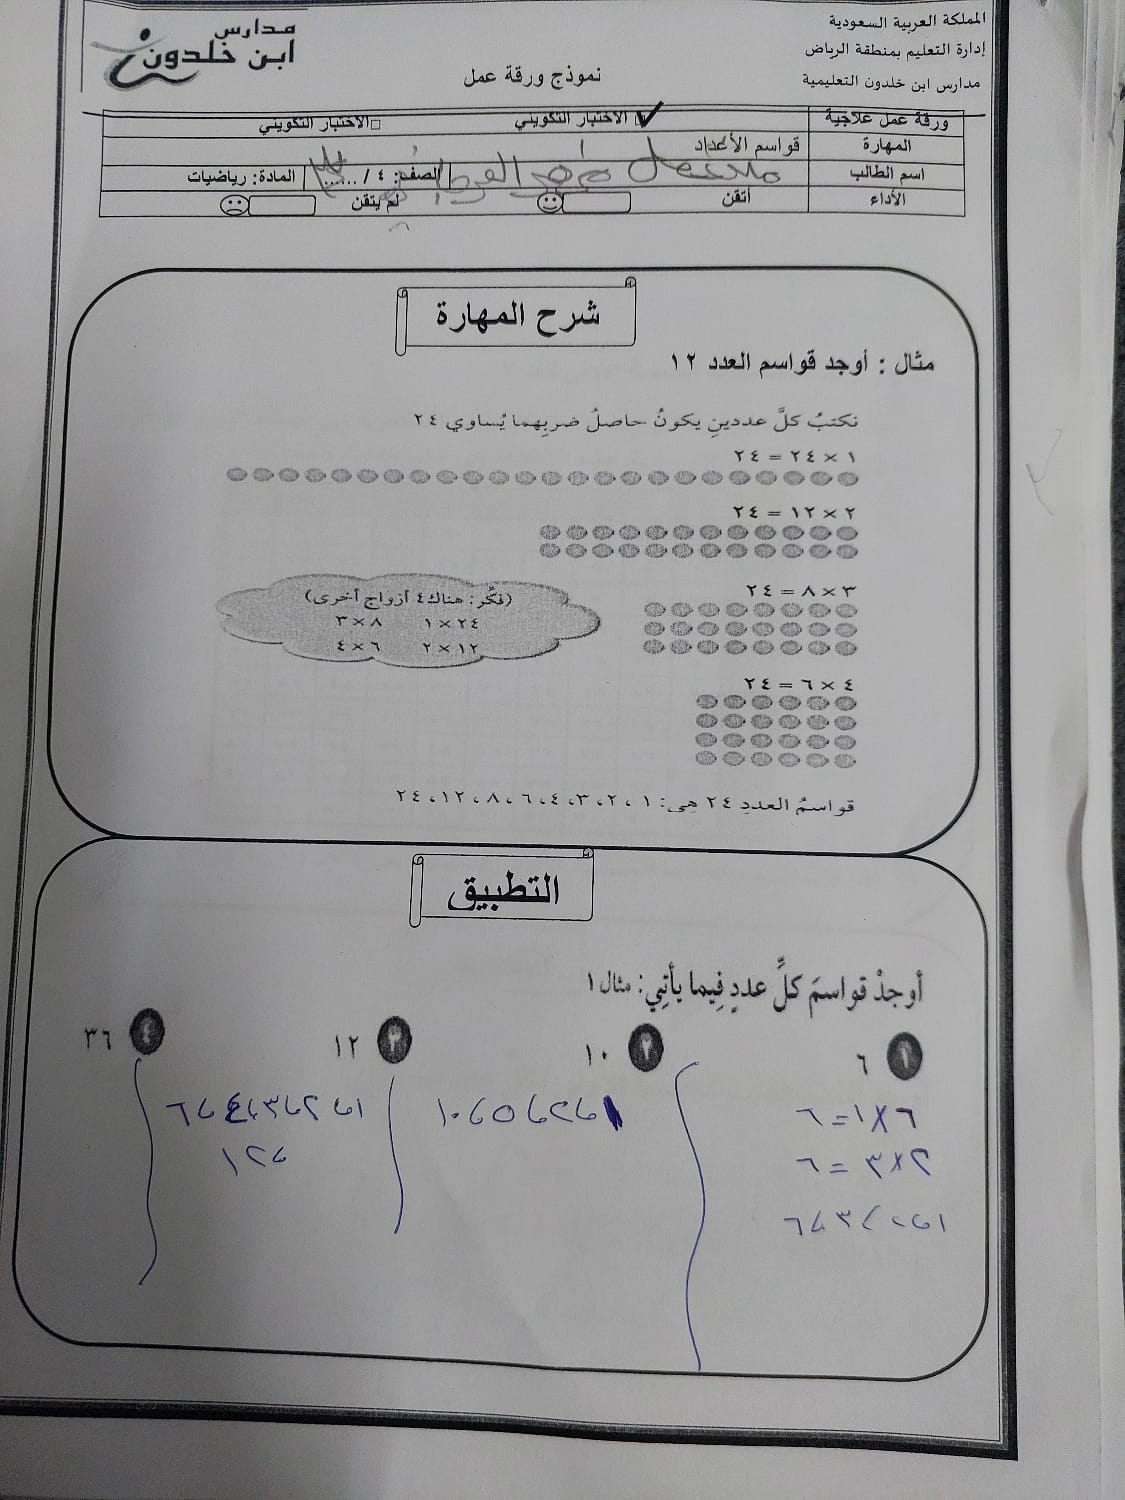 المملكة العربية السعودية
إدارة التعليم بمنطقة الرياض
مدارس ابن خلدون التعليمية
نموذج ورقة عمل
مدارس
ابن خلدون
ورقة عمل علاجية الاختبار التكويني الاختبار التكويني
المهارة قواسم الأعداد
اسم الطالب الصف: ٤ / ...... المادة: رياضيات
الأداء أتقن لم يتقن
شرح المهارة
مثال : أوجد قواسم العدد ١٢
نكتبُ كلَّ عددينِ يكونُ حاصلُ ضربِهما يُساوي ٢٤
١ × ٢٤ = ٢٤
٢ × ١٢ = ٢٤
٣ × ٨ = ٢٤
(فكّر: هناك ٤ أزواج أخرى)
٢٤ × ١ ٨ × ٣
١٢ × ٢ ٦ × ٤
٤ × ٦ = ٢٤
قواسمُ العددِ ٢٤ هي: ١ ، ٢ ، ٣ ، ٤ ، ٦ ، ٨ ، ١٢ ، ٢٤
التطبيق
أوجدْ قواسمَ كلِّ عددٍ فيما يأتي: مثال ١
١ ٦
٦ × ١ = ٦
٢ × ٣ = ٦
١ ، ٢ ، ٣ ، ٦
٢ ١٠
١ ، ٢ ، ٥ ، ١٠
٣ ١٢
١ ، ٢ ، ٣ ، ٤ ، ٦
، ١٢
٤ ٣٦